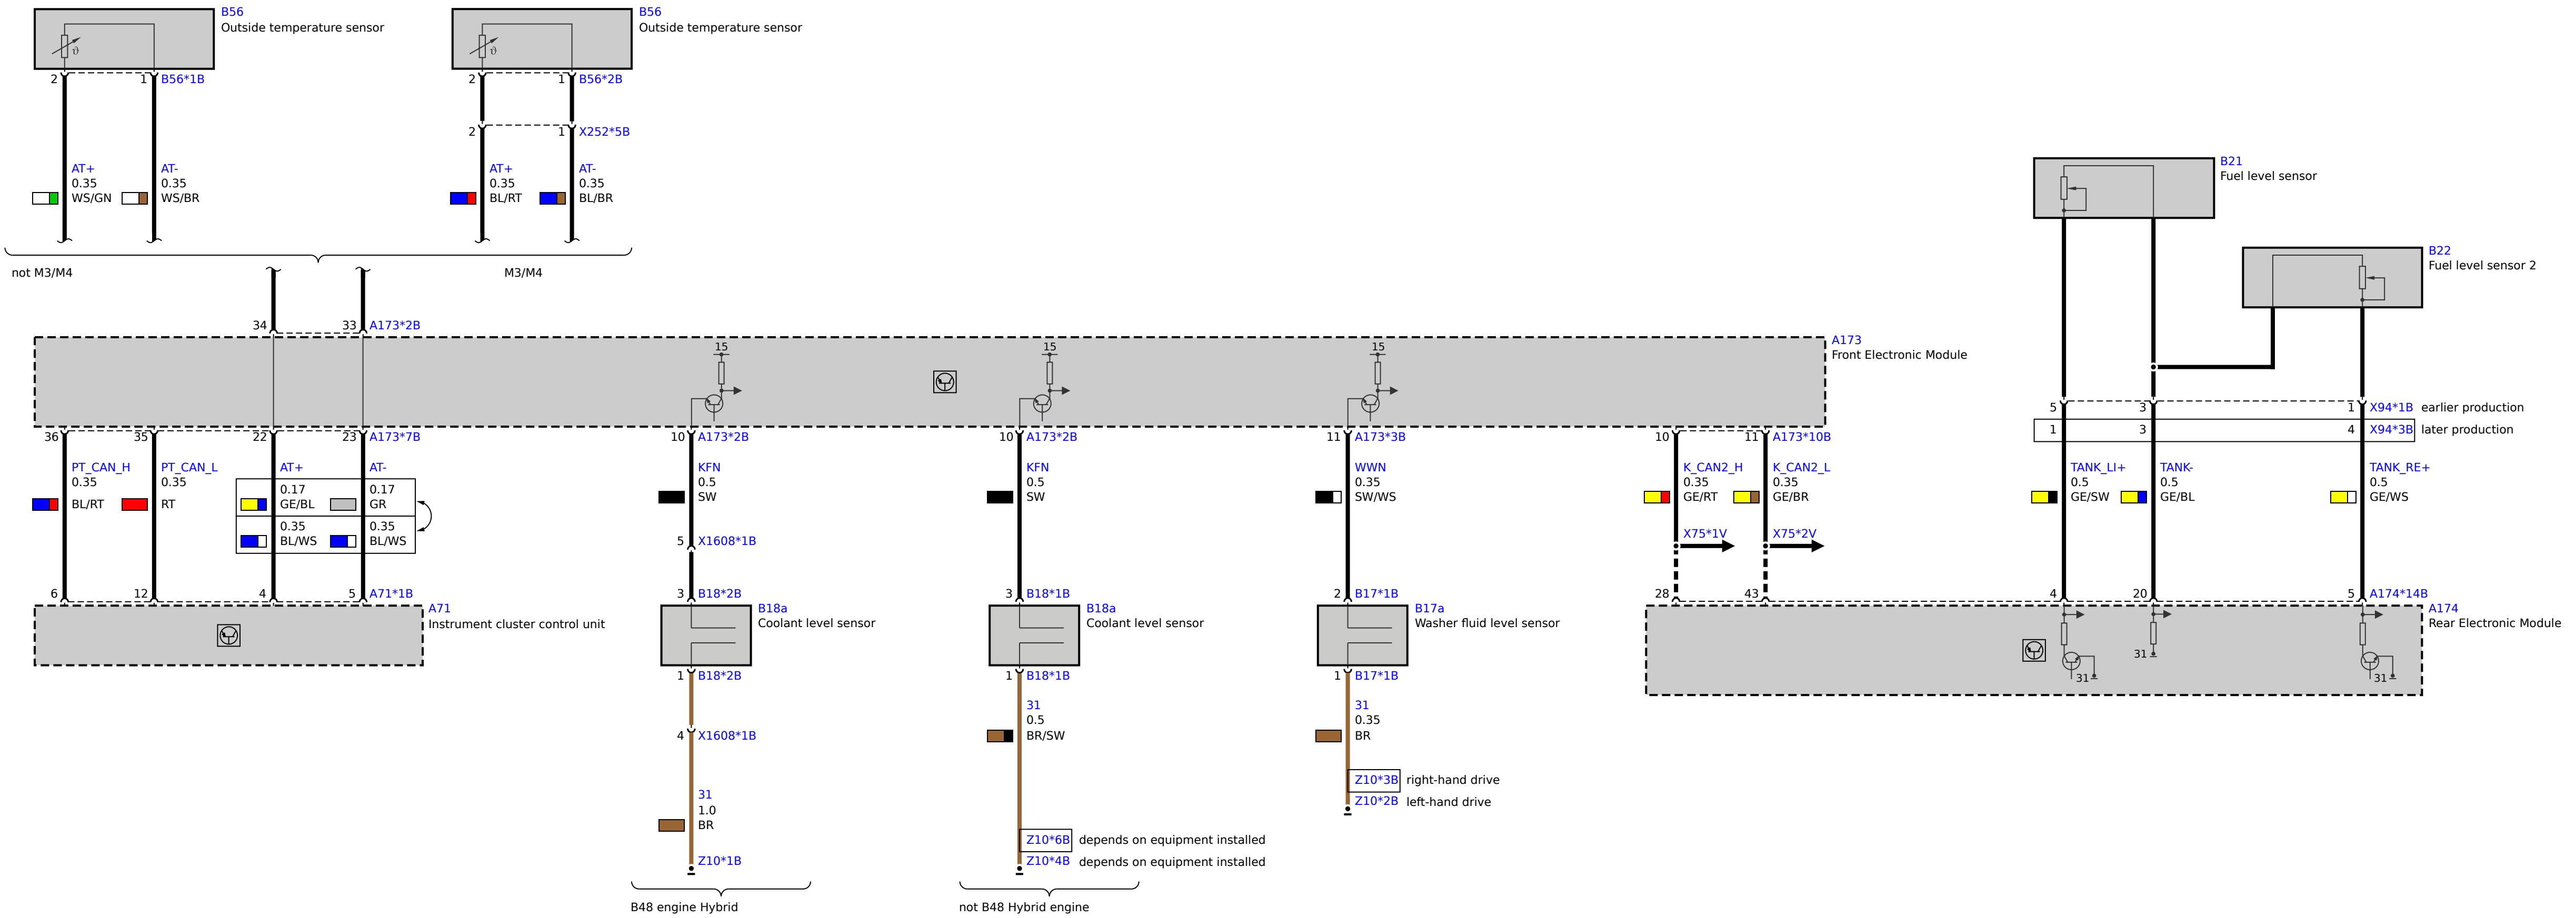 B56
Outside temperature sensor
B56
Outside temperature sensor
ϑ
ϑ
2
1
B56*1B
2
1
B56*2B
2
1
X252*5B
AT+
0.35
WS/GN
AT-
0.35
WS/BR
AT+
0.35
BL/RT
AT-
0.35
BL/BR
not M3/M4
M3/M4
B21
Fuel level sensor
B22
Fuel level sensor 2
34
33
A173*2B
15
15
15
A173
Front Electronic Module
5
3
1
X94*1B
earlier production
1
3
4
X94*3B
later production
36
35
22
23
A173*7B
10
A173*2B
10
A173*2B
11
A173*3B
10
11
A173*10B
PT_CAN_H
0.35
BL/RT
PT_CAN_L
0.35
RT
AT+
0.17
GE/BL
0.35
BL/WS
AT-
0.17
GR
0.35
BL/WS
KFN
0.5
SW
KFN
0.5
SW
WWN
0.35
SW/WS
K_CAN2_H
0.35
GE/RT
K_CAN2_L
0.35
GE/BR
TANK_LI+
0.5
GE/SW
TANK-
0.5
GE/BL
TANK_RE+
0.5
GE/WS
5
X1608*1B
X75*1V
X75*2V
6
12
4
5
A71*1B
3
B18*2B
3
B18*1B
2
B17*1B
28
43
4
20
5
A174*14B
A71
Instrument cluster control unit
B18a
Coolant level sensor
B18a
Coolant level sensor
B17a
Washer fluid level sensor
A174
Rear Electronic Module
31
31
31
1
B18*2B
1
B18*1B
1
B17*1B
4
X1608*1B
31
0.5
BR/SW
31
0.35
BR
31
1.0
BR
Z10*3B
right-hand drive
Z10*2B
left-hand drive
Z10*1B
Z10*6B
depends on equipment installed
Z10*4B
depends on equipment installed
B48 engine Hybrid
not B48 Hybrid engine